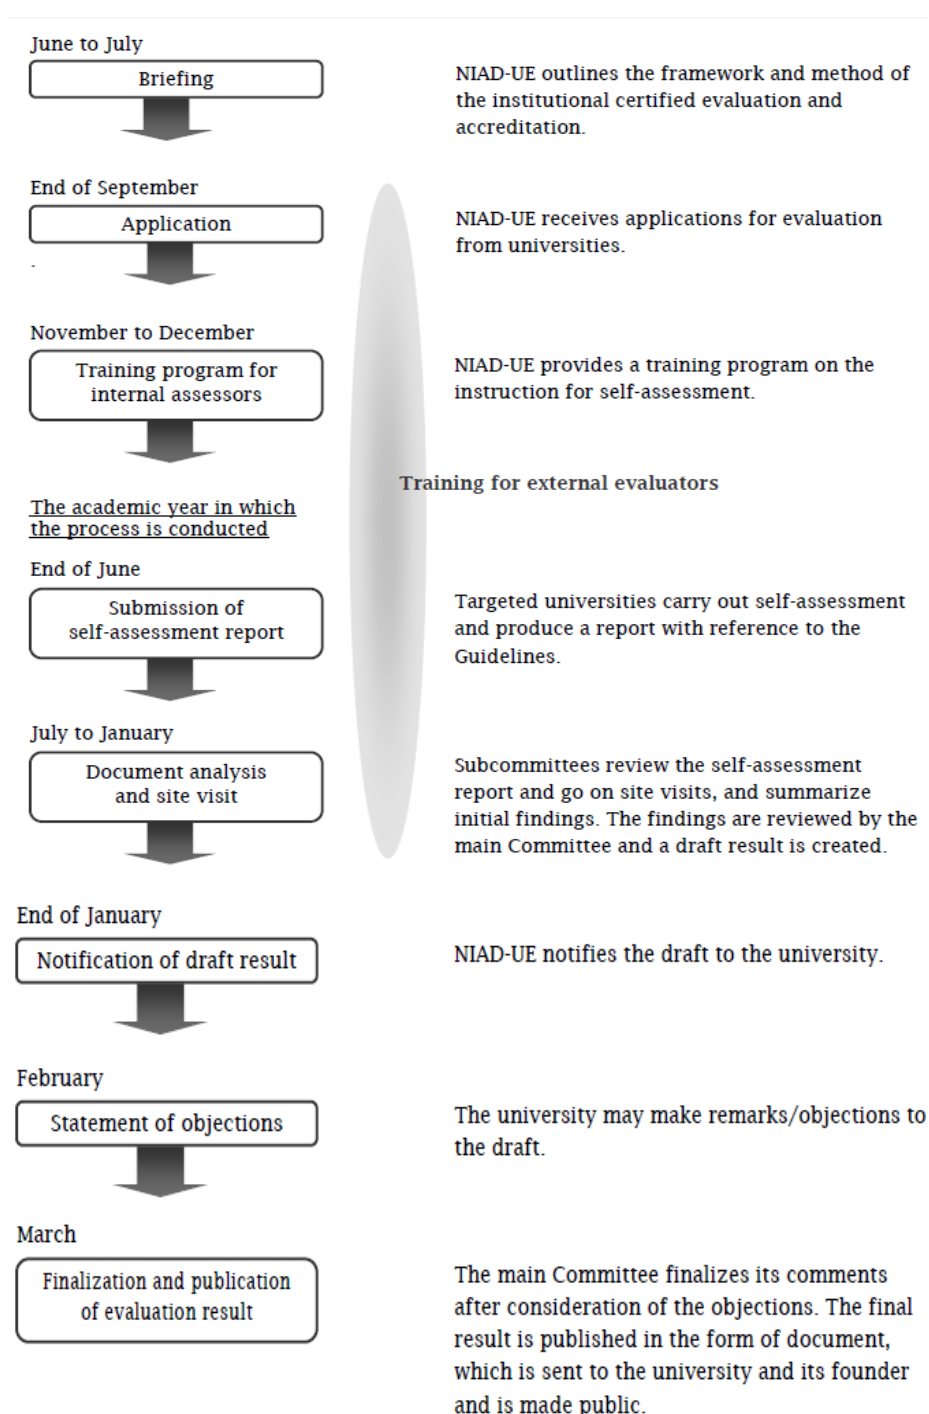 June to July
Briefing
NIAD-UE outlines the framework and method of
the institutional certified evaluation and
accreditation.
End of September
Application
NIAD-UE receives applications for evaluation
from universities.
November to December
Training program for
internal assessors
NIAD-UE provides a training program on the
instruction for self-assessment.
Training for external evaluators
The academic year in which
the process is conducted
End of June
Submission of
self-assessment report
Targeted universities carry out self-assessment
and produce a report with reference to the
Guidelines.
July to January
Document analysis
and site visit
Subcommittees review the self-assessment
report and go on site visits, and summarize
initial findings. The findings are reviewed by the
main Committee and a draft result is created.
End of January
Notification of draft result
NIAD-UE notifies the draft to the university.
February
Statement of objections
The university may make remarks/objections to
the draft.
March
Finalization and publication
of evaluation result
The main Committee finalizes its comments
after consideration of the objections. The final
result is published in the form of document,
which is sent to the university and its founder
and is made public.